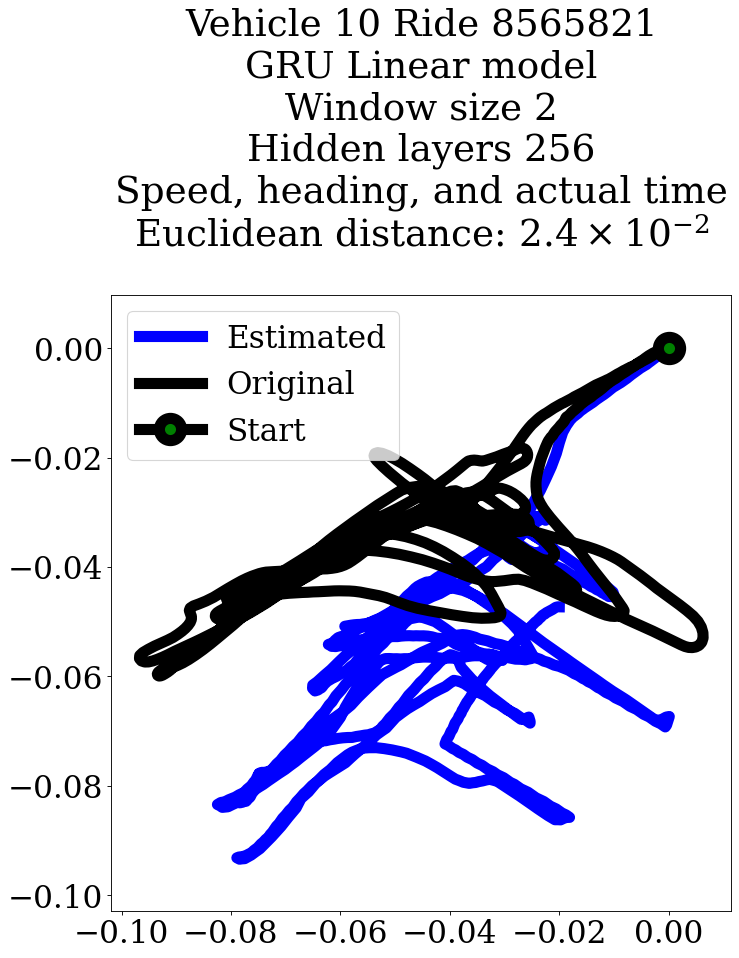 Vehicle 10 Ride 8565821
GRU Linear model
Window size 2
Hidden layers 256
Speed, heading, and actual time
Euclidean distance: 2.4 × 10⁻²
Estimated
Original
Start
0.00
−0.02
−0.04
−0.06
−0.08
−0.10
−0.10 −0.08 −0.06 −0.04 −0.02 0.00